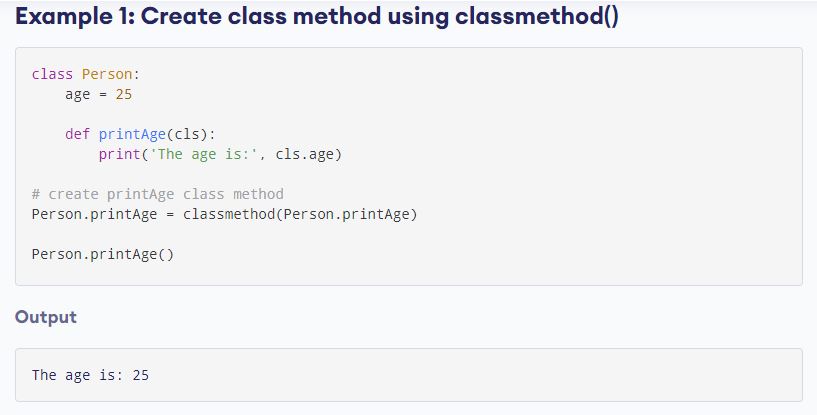 Example 1: Create class method using classmethod()
class Person:
    age = 25
    def printAge(cls):
        print('The age is:', cls.age)
# create printAge class method
Person.printAge = classmethod(Person.printAge)
Person.printAge()
Output
The age is: 25